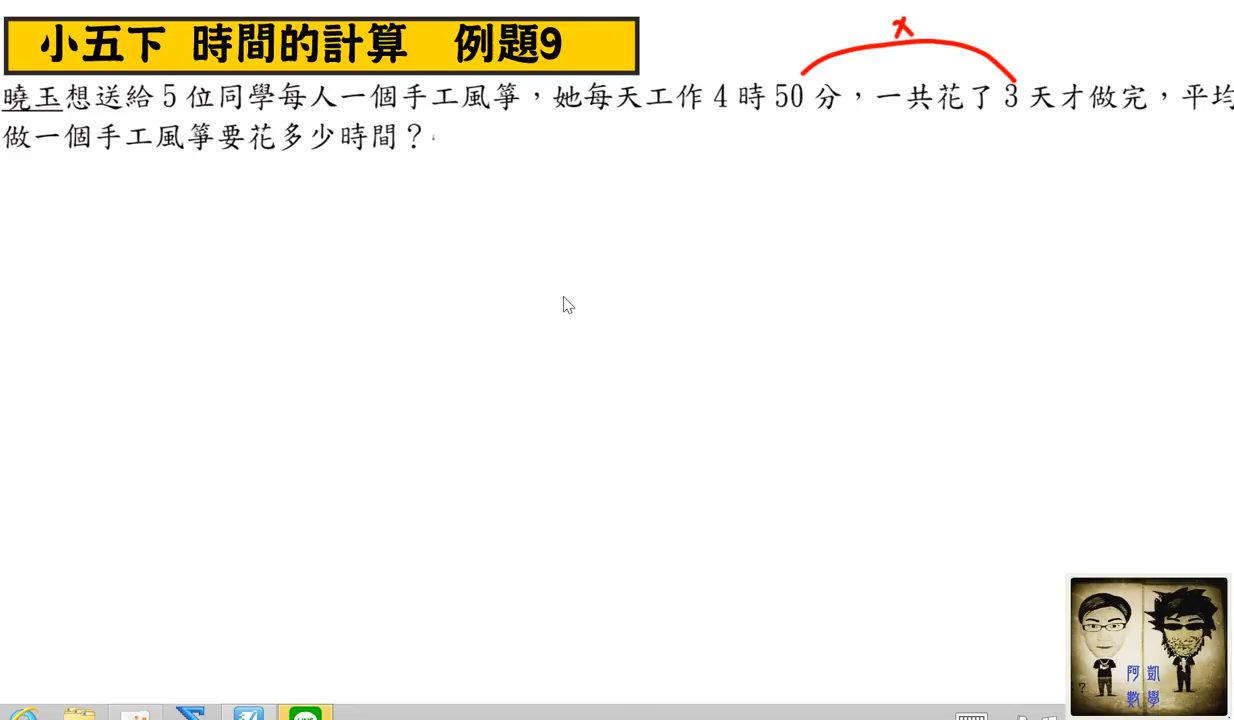 小五下 時間的計算 例題9
×
曉玉想送給 5 位同學每人一個手工風箏，她每天工作 4 時 50 分，一共花了 3 天才做完，平均
做一個手工風箏要花多少時間？
?
阿凱
數學
LINE